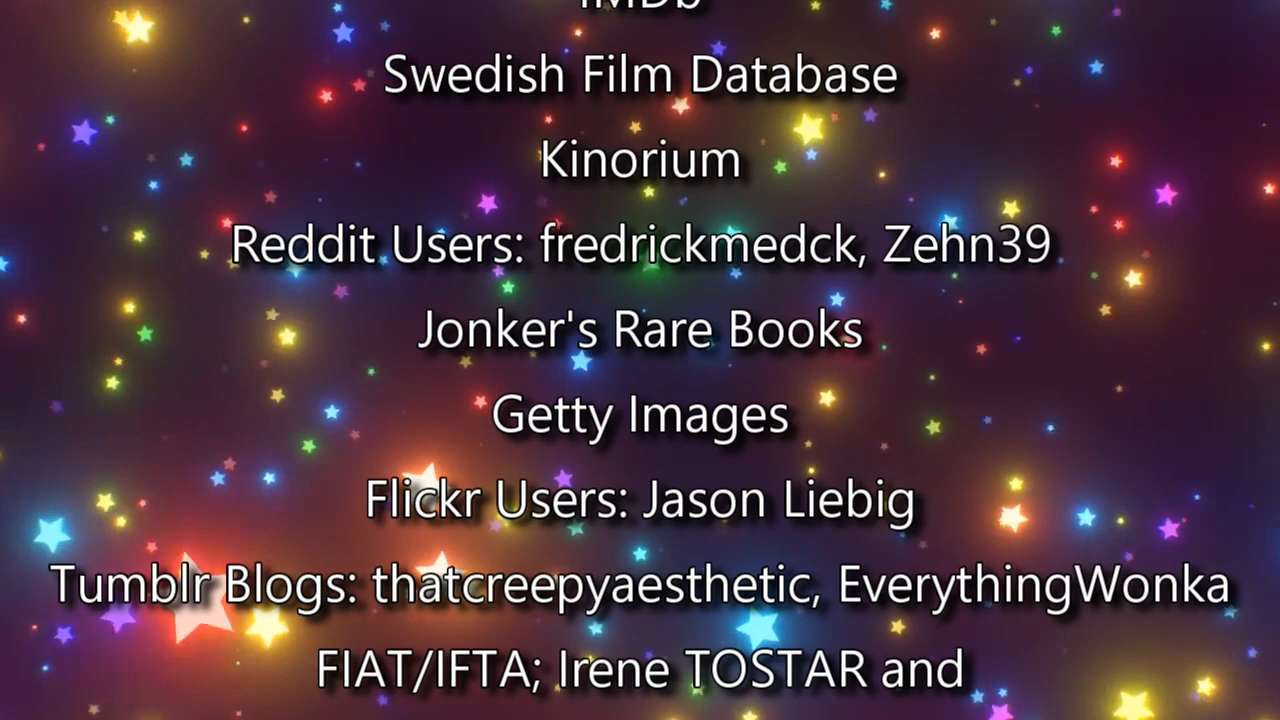 IMDb
Swedish Film Database
Kinorium
Reddit Users: fredrickmedck, Zehn39
Jonker's Rare Books
Getty Images
Flickr Users: Jason Liebig
Tumblr Blogs: thatcreepyaesthetic, EverythingWonka
FIAT/IFTA; Irene TOSTAR and